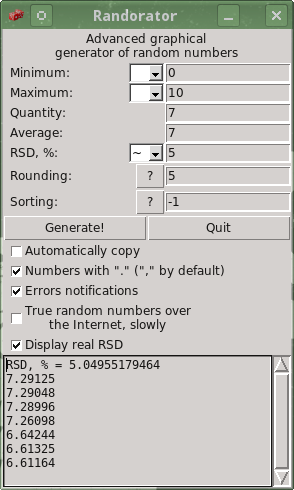 Randorator
Advanced graphical
generator of random numbers
Minimum: 0
Maximum: 10
Quantity: 7
Average: 7
RSD, %: ~ 5
Rounding: ? 5
Sorting: ? -1
Generate! Quit
Automatically copy
Numbers with "." ("," by default)
Errors notifications
True random numbers over
the Internet, slowly
Display real RSD
RSD, % = 5.04955179464
7.29125
7.29048
7.28996
7.26098
6.64244
6.61325
6.61164